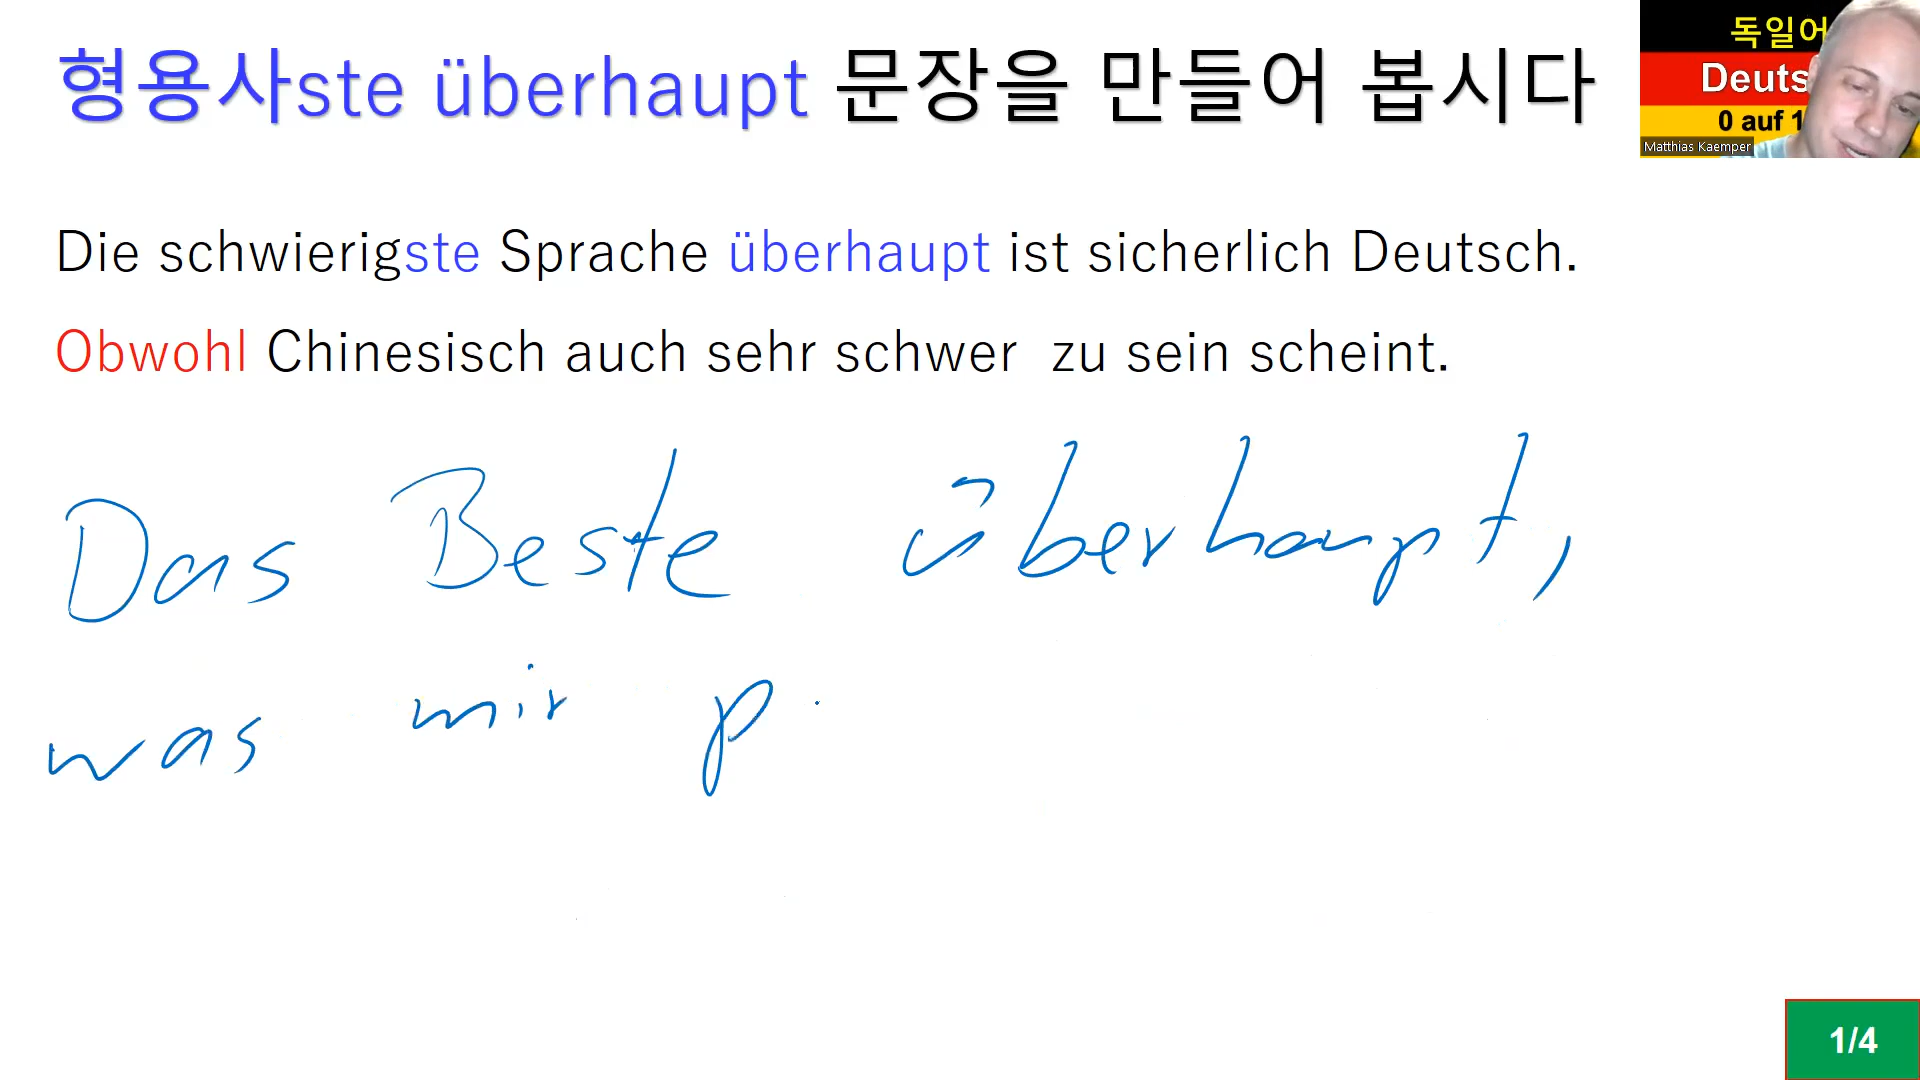 형용사ste überhaupt 문장을 만들어 봅시다
독일어
Deuts
0 auf 1
Matthias Kaemper
Die schwierigste Sprache überhaupt ist sicherlich Deutsch.
Obwohl Chinesisch auch sehr schwer zu sein scheint.
Das Beste überhaupt,
was mir p
1/4